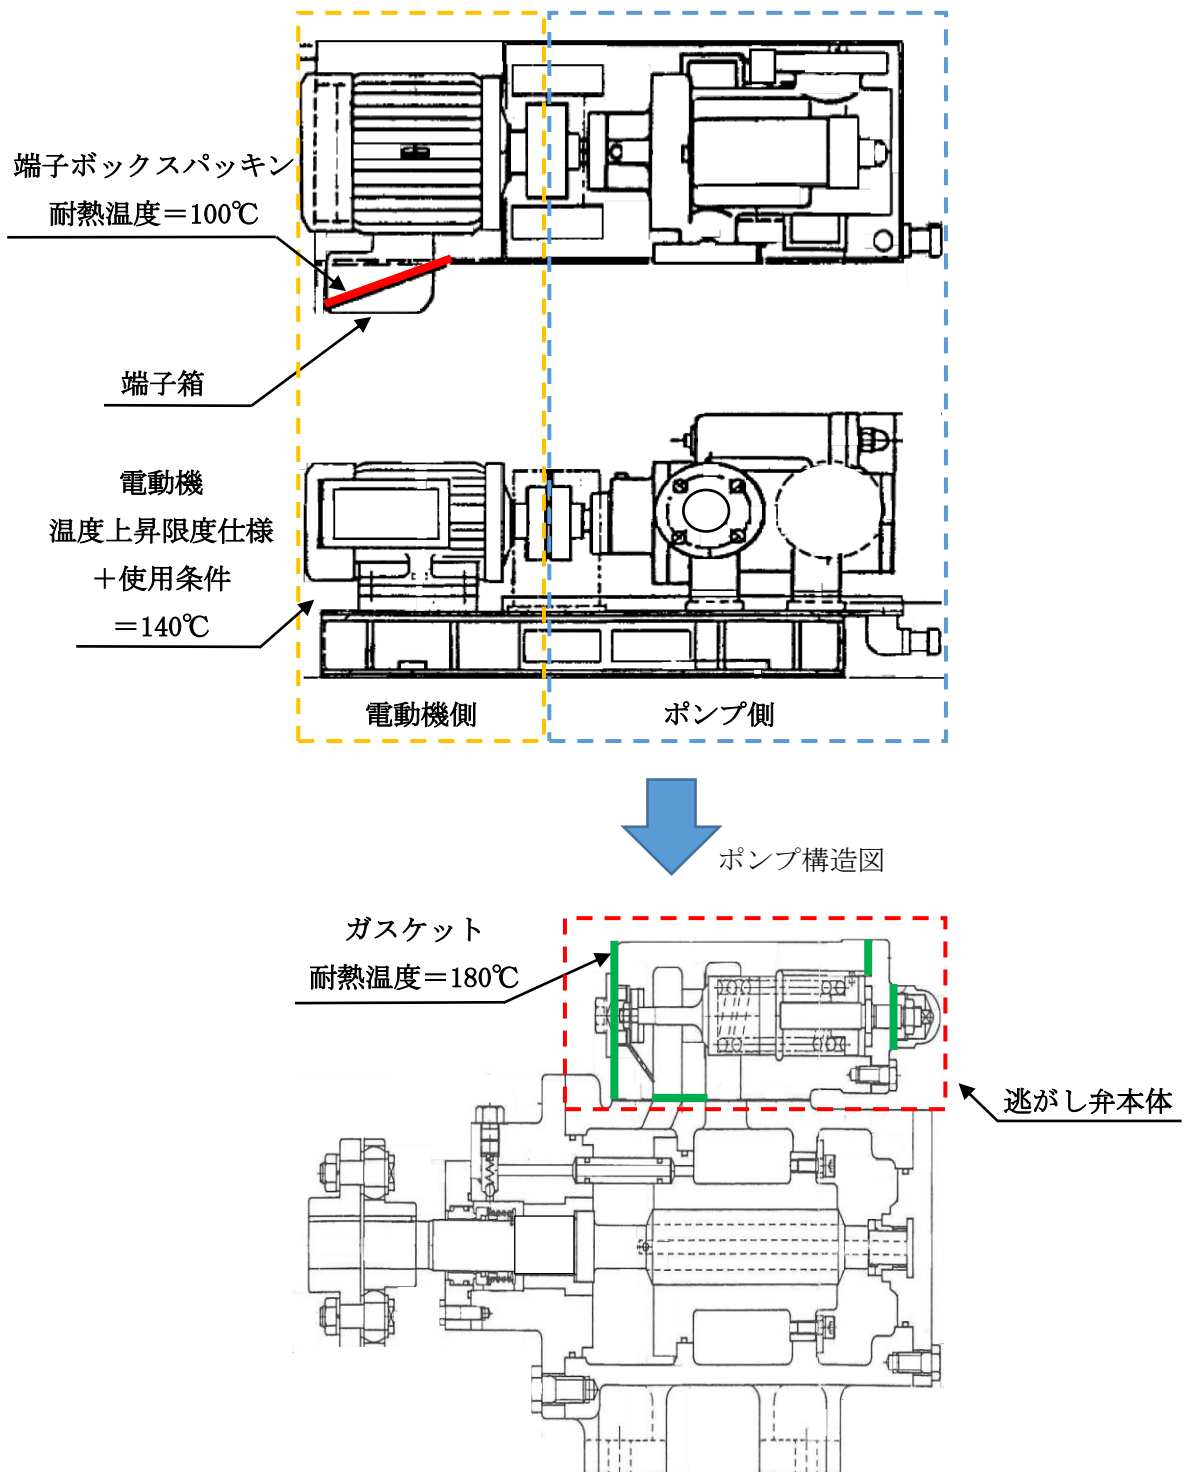 端子ボックスパッキン
耐熱温度＝100℃
端子箱
電動機
温度上昇限度仕様
＋使用条件
＝140℃
電動機側
ポンプ側
ポンプ構造図
ガスケット
耐熱温度＝180℃
逃がし弁本体